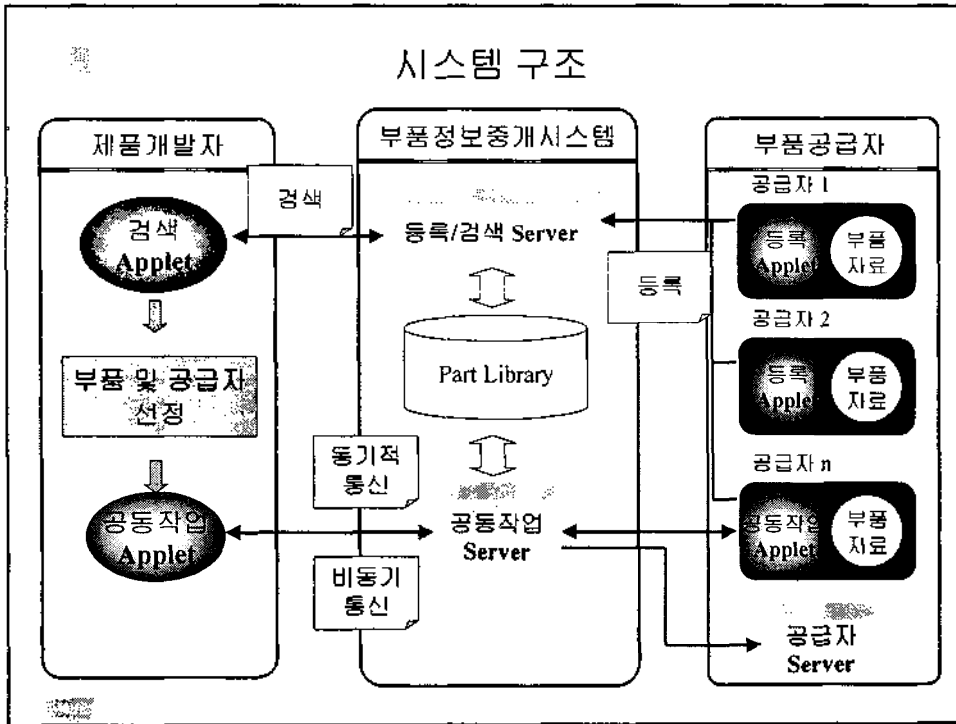 시스템 구조
제품개발자
검색
Applet
부품 및 공급자
선정
공동작업
Applet
검색
부품정보중개시스템
등록/검색 Server
Part Library
동기적
통신
비동기
통신
공동작업
Server
등록
부품공급자
공급자 1
등록
Applet
부품
자료
공급자 2
등록
Applet
부품
자료
공급자 n
공동작업
Applet
부품
자료
공급자
Server